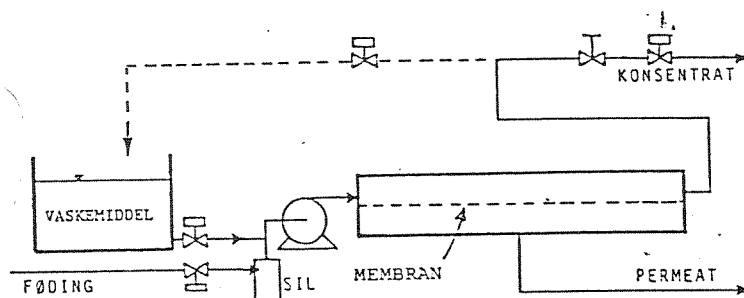 KONSENTRAT
VASKEMIDDEL
FØDING
SIL
MEMBRAN
PERMEAT